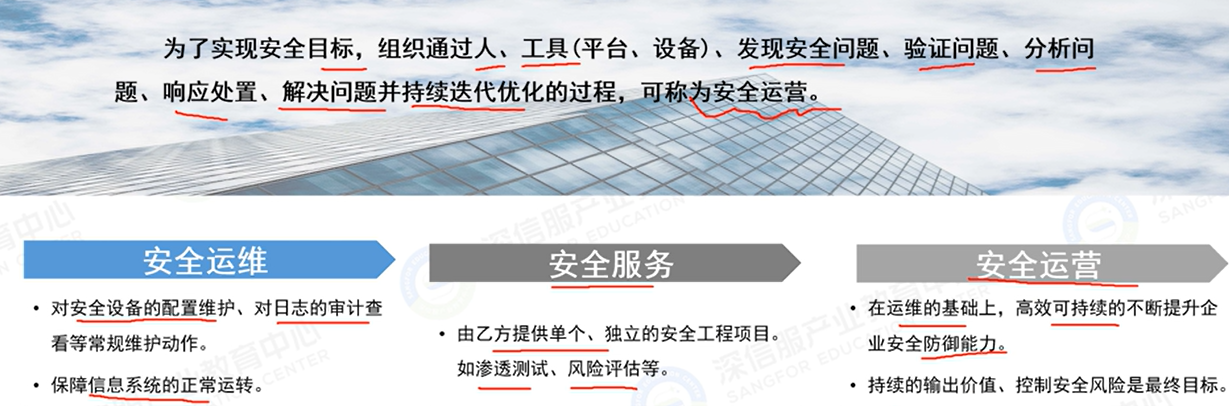 为了实现安全目标，组织通过人、工具(平台、设备)、发现安全问题、验证问题、分析问
题、响应处置、解决问题并持续迭代优化的过程，可称为安全运营。
安全运维
• 对安全设备的配置维护、对日志的审计查
看等常规维护动作。
• 保障信息系统的正常运转。
安全服务
• 由乙方提供单个、独立的安全工程项目。
如渗透测试、风险评估等。
安全运营
• 在运维的基础上，高效可持续的不断提升企
业安全防御能力。
• 持续的输出价值、控制安全风险是最终目标。
深信服产业教育中心
SANGFOR EDUCATION CENTER